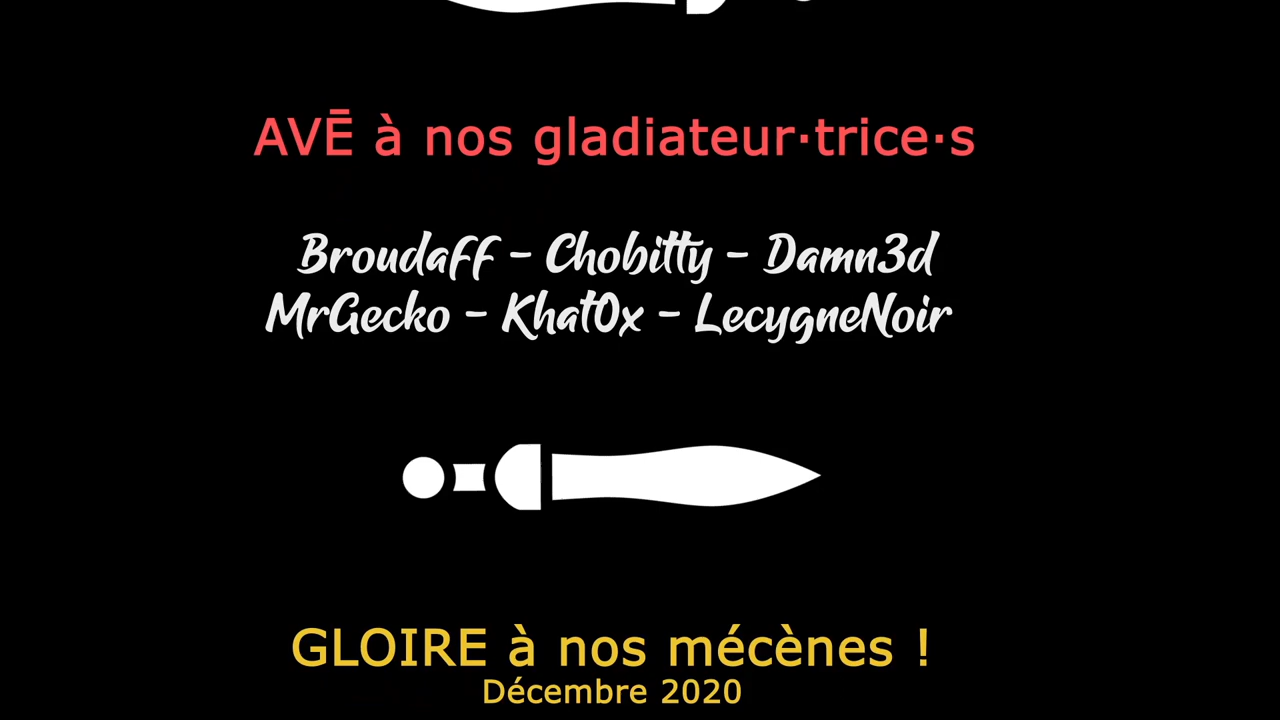 AVĒ à nos gladiateur·trice·s
Broudaff - Chobitty - Damn3d
MrGecko - Khat0x - LecygneNoir
GLOIRE à nos mécènes !
Décembre 2020